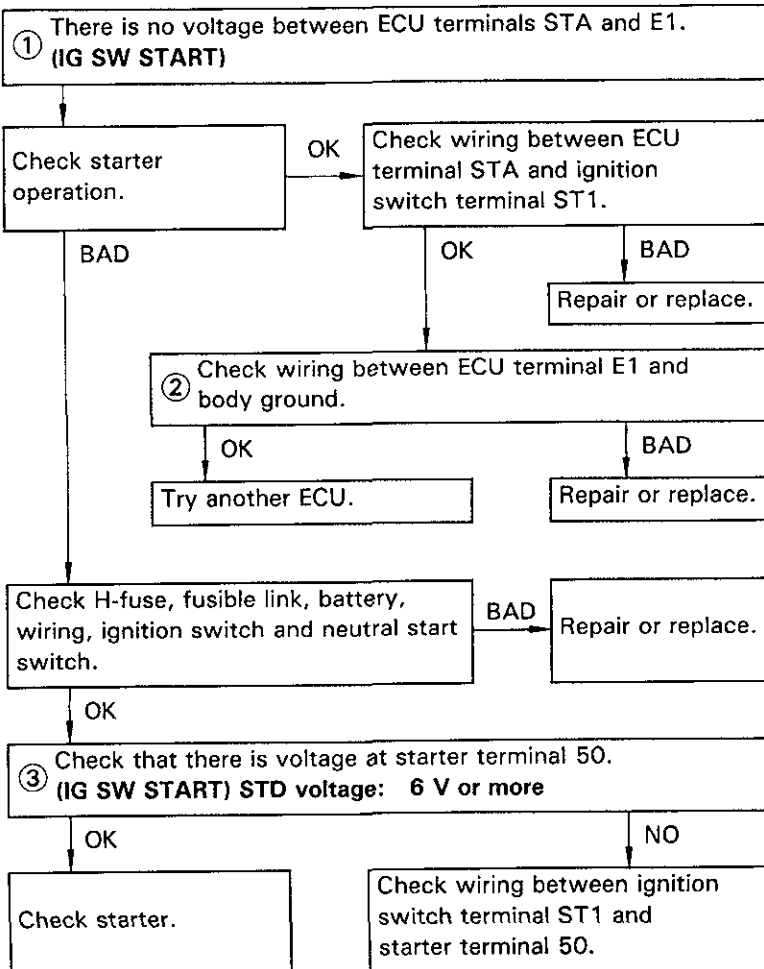 ① There is no voltage between ECU terminals STA and E1.
(IG SW START)
Check starter
operation.
OK
Check wiring between ECU
terminal STA and ignition
switch terminal ST1.
BAD
OK
BAD
Repair or replace.
② Check wiring between ECU terminal E1 and
body ground.
OK
BAD
Try another ECU.
Repair or replace.
Check H-fuse, fusible link, battery,
wiring, ignition switch and neutral start
switch.
BAD
Repair or replace.
OK
③ Check that there is voltage at starter terminal 50.
(IG SW START) STD voltage: 6 V or more
OK
NO
Check starter.
Check wiring between ignition
switch terminal ST1 and
starter terminal 50.